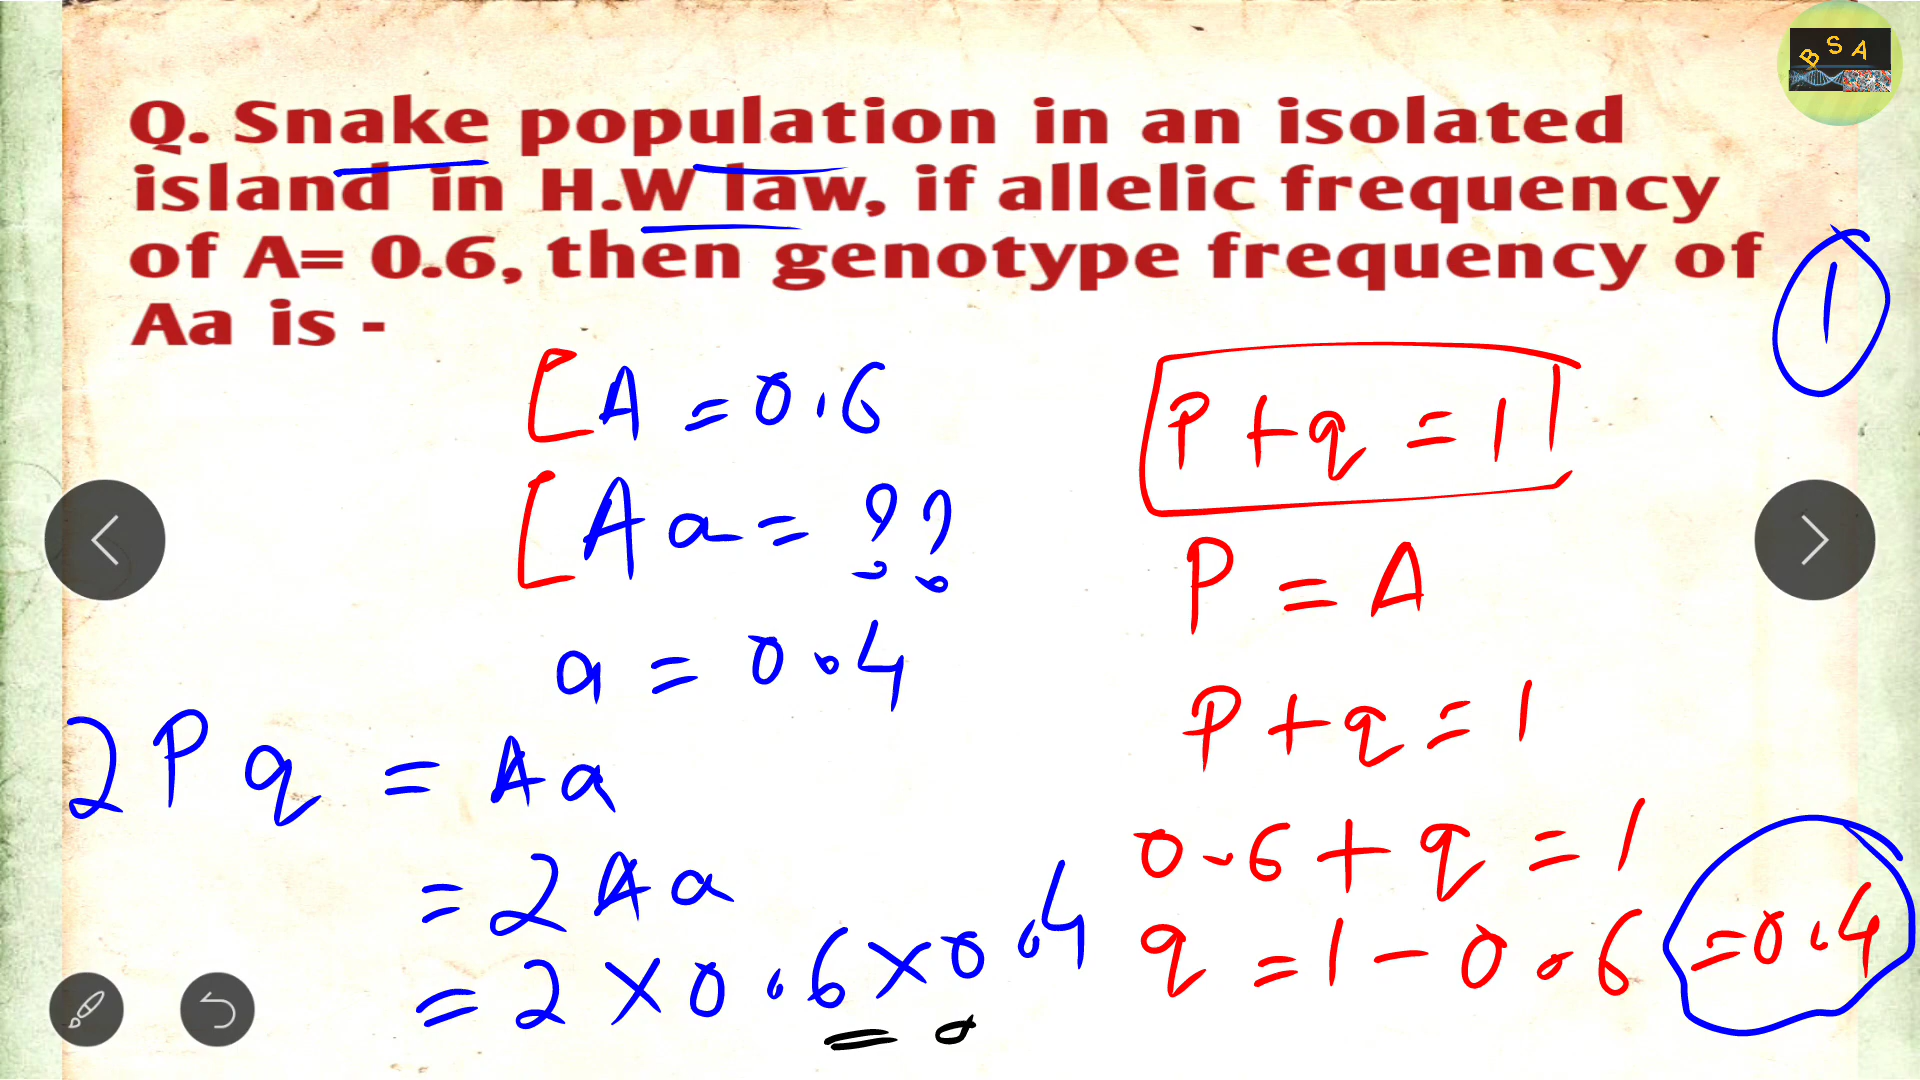 B S A
Q. Snake population in an isolated
island in H.W law, if allelic frequency
of A= 0.6, then genotype frequency of
Aa is -
1
[A = 0.6
[Aa = ??
a = 0.4
2Pq = Aa
= 2Aa
= 2 × 0.6 × 0.4
= 0
P + q = 1
P = A
P + q = 1
0.6 + q = 1
q = 1 - 0.6 = 0.4